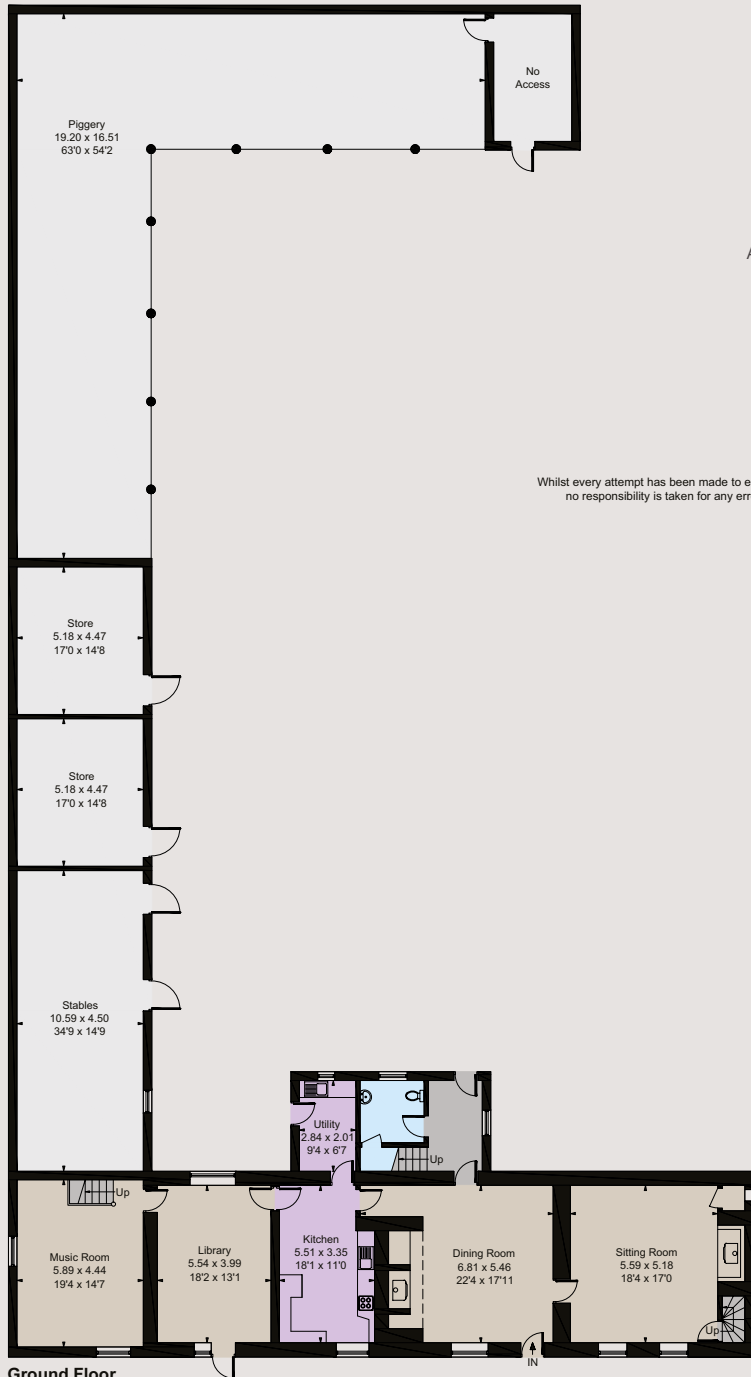 No
Access
Piggery
19.20 x 16.51
63'0 x 54'2
A
Whilst every attempt has been made to e
no responsibility is taken for any err
Store
5.18 x 4.47
17'0 x 14'8
Store
5.18 x 4.47
17'0 x 14'8
Stables
10.59 x 4.50
34'9 x 14'9
Utility
2.84 x 2.01
9'4 x 6'7
Up
Up
Music Room
5.89 x 4.44
19'4 x 14'7
Library
5.54 x 3.99
18'2 x 13'1
Kitchen
5.51 x 3.35
18'1 x 11'0
Dining Room
6.81 x 5.46
22'4 x 17'11
Sitting Room
5.59 x 5.18
18'4 x 17'0
Up
IN
Ground Floor